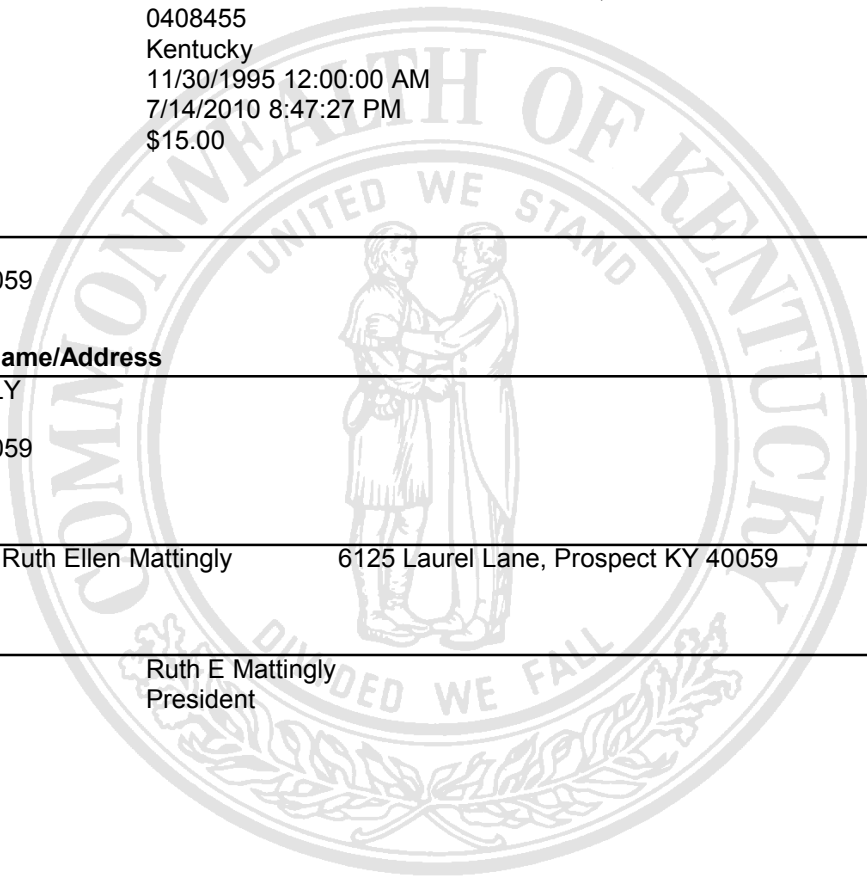 0408455
Kentucky
11/30/1995 12:00:00 AM
7/14/2010 8:47:27 PM
$15.00
COMMONWEALTH OF KENTUCKY
UNITED WE STAND
059
ame/Address
LY
059
Ruth Ellen Mattingly 6125 Laurel Lane, Prospect KY 40059
Ruth E Mattingly
President
DIVIDED WE FALL